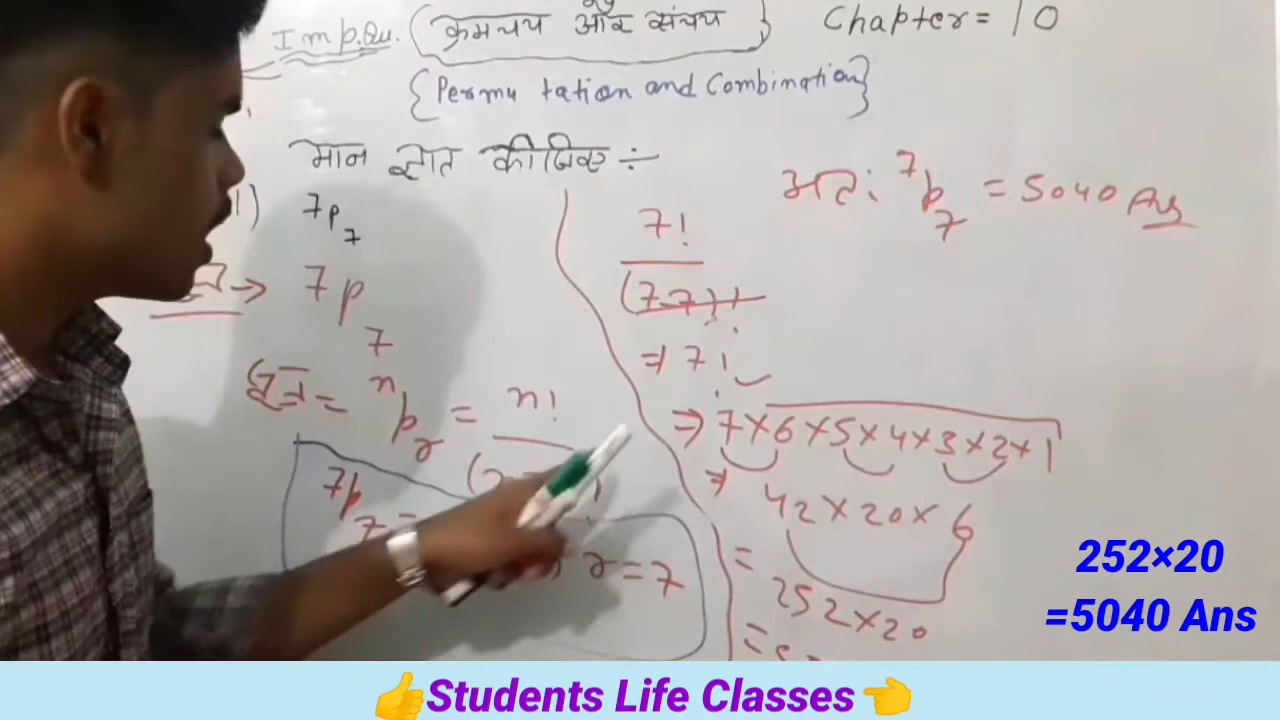 Imp.Qu. (क्रमचय और संचय } Chapter = 10
{Permutation and Combination}
मान ज्ञात कीजिए ÷
1) 7P7
→ 7P7
सूत्र = nPr = n!
7P7 =
r = 7
7!
(7-7)!
⇒ 7!
⇒ 7×6×5×4×3×2×1
⇒ 42×20×6
= 252×20
=
अतः 7P7 = 5040 Ans
252×20
=5040 Ans
👍Students Life Classes👈